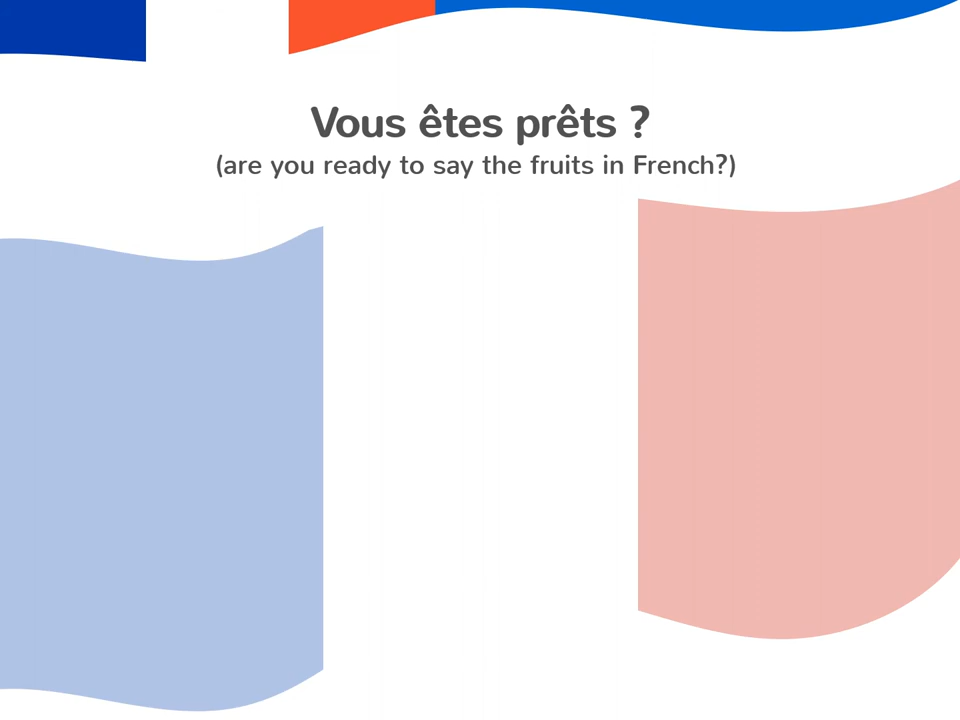 Vous êtes prêts ?
(are you ready to say the fruits in French?)